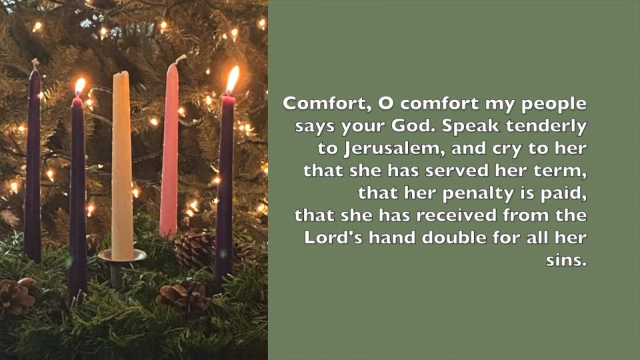 Comfort, O comfort my people
says your God. Speak tenderly
to Jerusalem, and cry to her
that she has served her term,
that her penalty is paid,
that she has received from the
Lord's hand double for all her
sins.